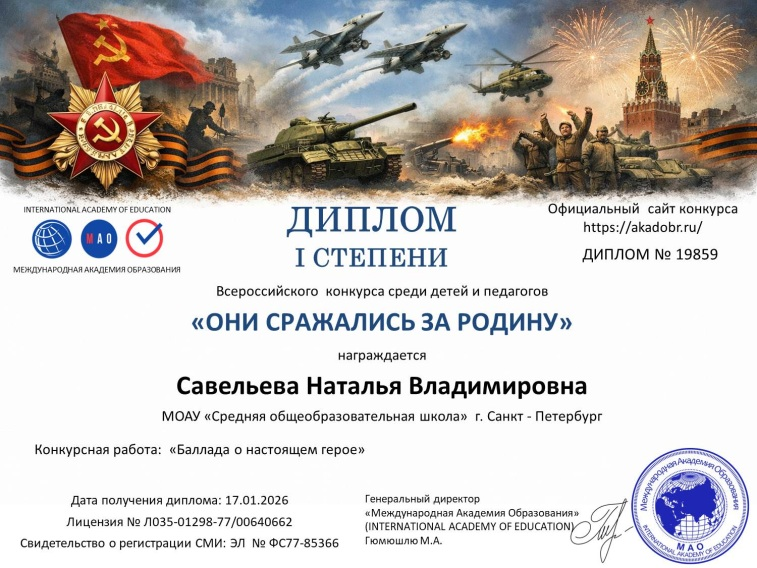 INTERNATIONAL ACADEMY OF EDUCATION
МАО
МЕЖДУНАРОДНАЯ АКАДЕМИЯ ОБРАЗОВАНИЯ
ДИПЛОМ
I СТЕПЕНИ
Официальный сайт конкурса
https://akadobr.ru/
ДИПЛОМ № 19859
Всероссийского конкурса среди детей и педагогов
«ОНИ СРАЖАЛИСЬ ЗА РОДИНУ»
награждается
Савельева Наталья Владимировна
МОАУ «Средняя общеобразовательная школа» г. Санкт - Петербург
Конкурсная работа: «Баллада о настоящем герое»
Дата получения диплома: 17.01.2026
Лицензия № Л035-01298-77/00640662
Свидетельство о регистрации СМИ: ЭЛ № ФС77-85366
Генеральный директор
«Международная Академия Образования»
(INTERNATIONAL ACADEMY OF EDUCATION)
Гюмюшлю М.А.
Международная Академия Образования
МАО
INTERNATIONAL ACADEMY OF EDUCATION